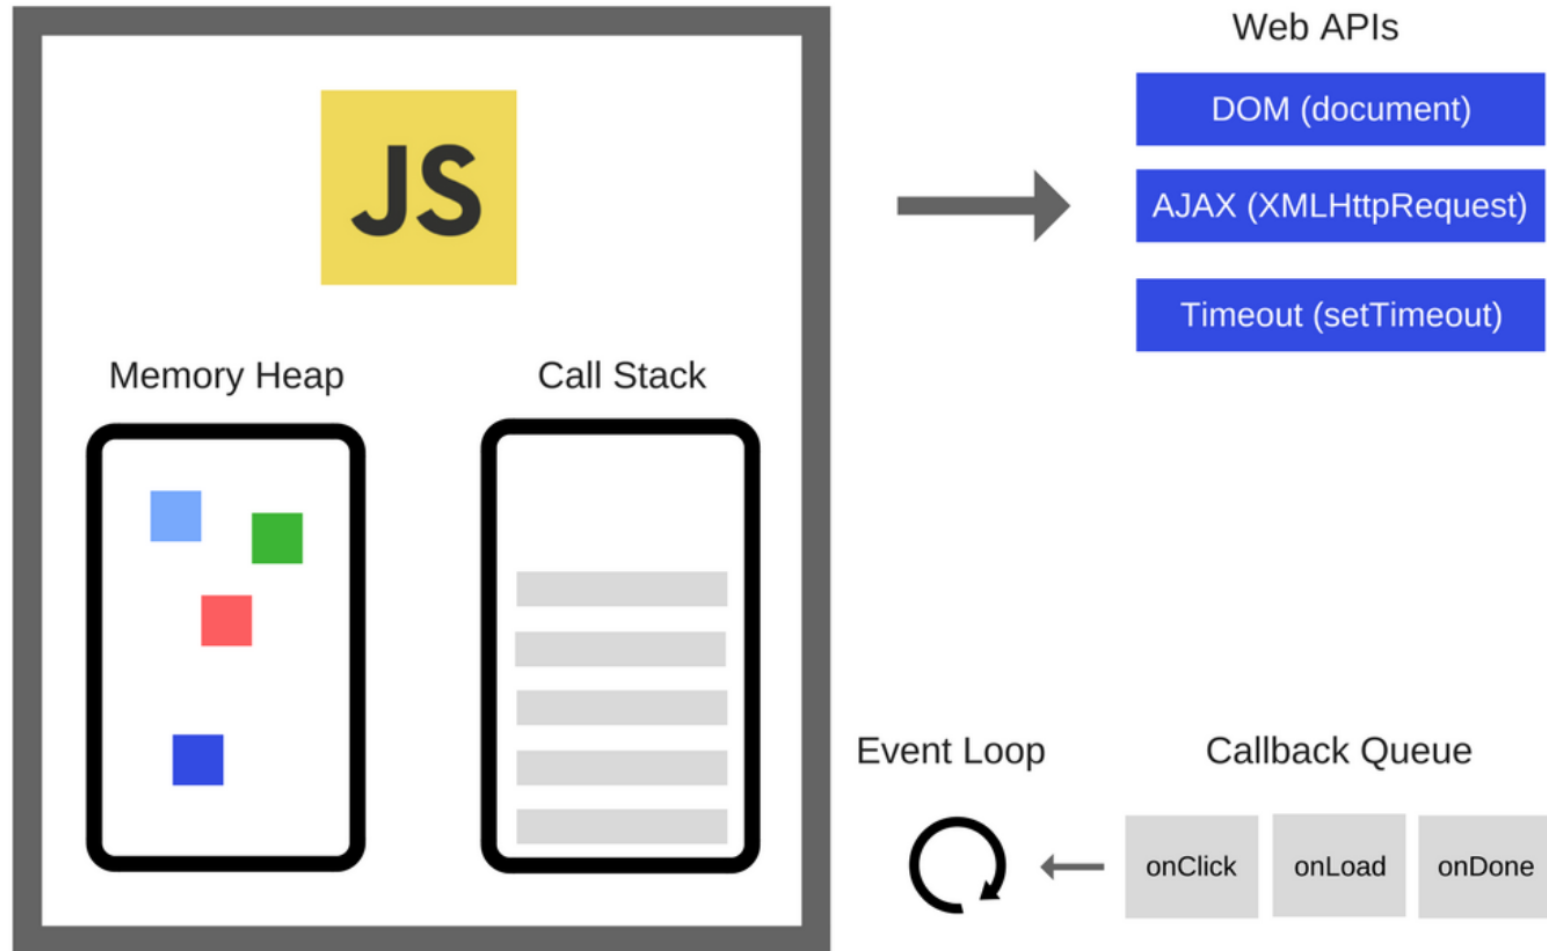 Web APIs
DOM (document)
AJAX (XMLHttpRequest)
Timeout (setTimeout)
JS
Memory Heap
Call Stack
Event Loop
Callback Queue
onClick
onLoad
onDone